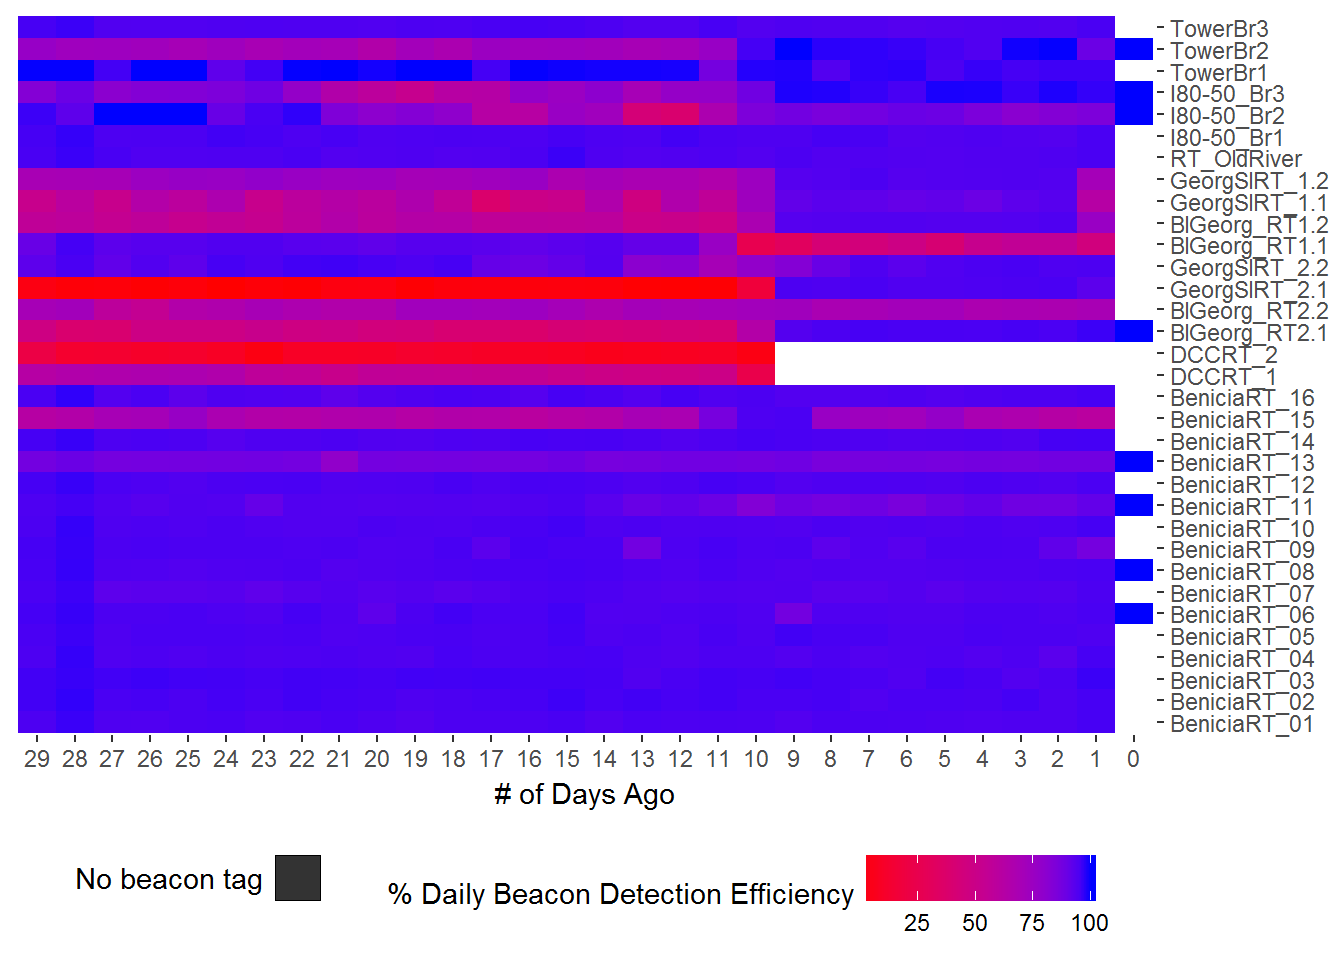 TowerBr3
TowerBr2
TowerBr1
I80-50_Br3
I80-50_Br2
I80-50_Br1
RT_OldRiver
GeorgSlRT_1.2
GeorgSlRT_1.1
BlGeorg_RT1.2
BlGeorg_RT1.1
GeorgSlRT_2.2
GeorgSlRT_2.1
BlGeorg_RT2.2
BlGeorg_RT2.1
DCCRT_2
DCCRT_1
BeniciaRT_16
BeniciaRT_15
BeniciaRT_14
BeniciaRT_13
BeniciaRT_12
BeniciaRT_11
BeniciaRT_10
BeniciaRT_09
BeniciaRT_08
BeniciaRT_07
BeniciaRT_06
BeniciaRT_05
BeniciaRT_04
BeniciaRT_03
BeniciaRT_02
BeniciaRT_01
29 28 27 26 25 24 23 22 21 20 19 18 17 16 15 14 13 12 11 10 9 8 7 6 5 4 3 2 1 0
# of Days Ago
No beacon tag
% Daily Beacon Detection Efficiency
25 50 75 100